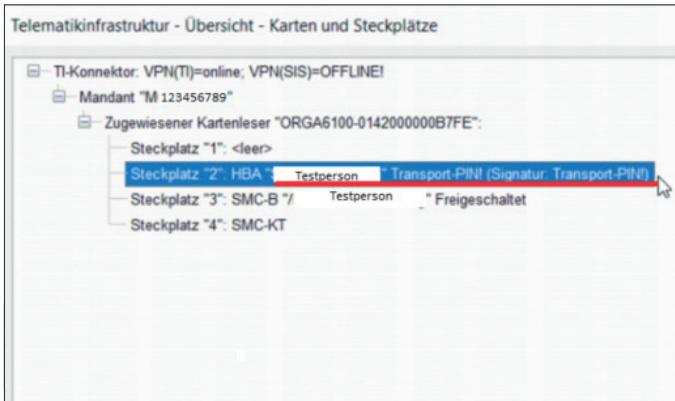 Telematikinfrastruktur - Übersicht - Karten und Steckplätze
TI-Konnektor: VPN(TI)=online; VPN(SIS)=OFFLINE!
Mandant "M 123456789"
Zugewiesener Kartenleser "ORGA6100-0142000000B7FE":
Steckplatz "1": <leer>
Steckplatz "2": HBA " Testperson " Transport-PIN! (Signatur: Transport-PIN!)
Steckplatz "3": SMC-B "/ Testperson _" Freigeschaltet
Steckplatz "4": SMC-KT